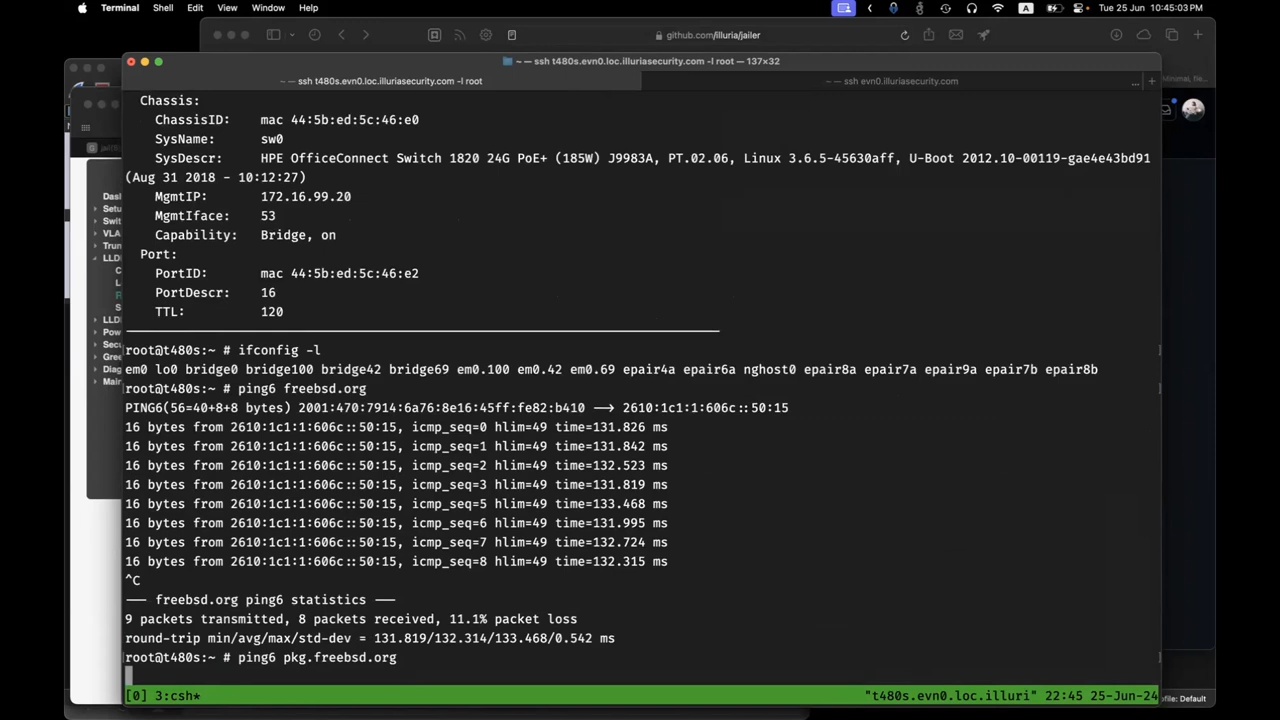 Terminal Shell Edit View Window Help
A Tue 25 Jun 10:45:03 PM
github.com/illuria/jailer
~ — ssh t480s.evn0.loc.illuriasecurity.com -l root — 137×32
~ — ssh t480s.evn0.loc.illuriasecurity.com -l root
~ — ssh evn0.illuriasecurity.com
...
Chassis:
ChassisID: mac 44:5b:ed:5c:46:e0
SysName: sw0
SysDescr: HPE OfficeConnect Switch 1820 24G PoE+ (185W) J9983A, PT.02.06, Linux 3.6.5-45630aff, U-Boot 2012.10-00119-gae4e43bd91
(Aug 31 2018 - 10:12:27)
MgmtIP: 172.16.99.20
MgmtIface: 53
Capability: Bridge, on
Port:
PortID: mac 44:5b:ed:5c:46:e2
PortDescr: 16
TTL: 120
root@t480s:~ # ifconfig -l
em0 lo0 bridge0 bridge100 bridge42 bridge69 em0.100 em0.42 em0.69 epair4a epair6a nghost0 epair8a epair7a epair9a epair7b epair8b
root@t480s:~ # ping6 freebsd.org
PING6(56=40+8+8 bytes) 2001:470:7914:6a76:8e16:45ff:fe82:b410 --> 2610:1c1:1:606c::50:15
16 bytes from 2610:1c1:1:606c::50:15, icmp_seq=0 hlim=49 time=131.826 ms
16 bytes from 2610:1c1:1:606c::50:15, icmp_seq=1 hlim=49 time=131.842 ms
16 bytes from 2610:1c1:1:606c::50:15, icmp_seq=2 hlim=49 time=132.523 ms
16 bytes from 2610:1c1:1:606c::50:15, icmp_seq=3 hlim=49 time=131.819 ms
16 bytes from 2610:1c1:1:606c::50:15, icmp_seq=5 hlim=49 time=133.468 ms
16 bytes from 2610:1c1:1:606c::50:15, icmp_seq=6 hlim=49 time=131.995 ms
16 bytes from 2610:1c1:1:606c::50:15, icmp_seq=7 hlim=49 time=132.724 ms
16 bytes from 2610:1c1:1:606c::50:15, icmp_seq=8 hlim=49 time=132.315 ms
^C
--- freebsd.org ping6 statistics ---
9 packets transmitted, 8 packets received, 11.1% packet loss
round-trip min/avg/max/std-dev = 131.819/132.314/133.468/0.542 ms
root@t480s:~ # ping6 pkg.freebsd.org
[0] 3:csh* "t480s.evn0.loc.illuri" 22:45 25-Jun-24
Das
Setu
Swit
VLA
Trun
LLD
LLD
Pow
Secu
Gree
Diag
Main
file: Default